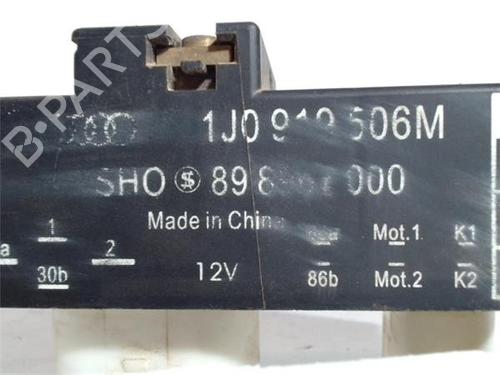 1J0 919 506M
SHO 898 000
Made in China
1 2 Mot.1 K1
a 30b 12V 86b Mot.2 K2
B-PARTS